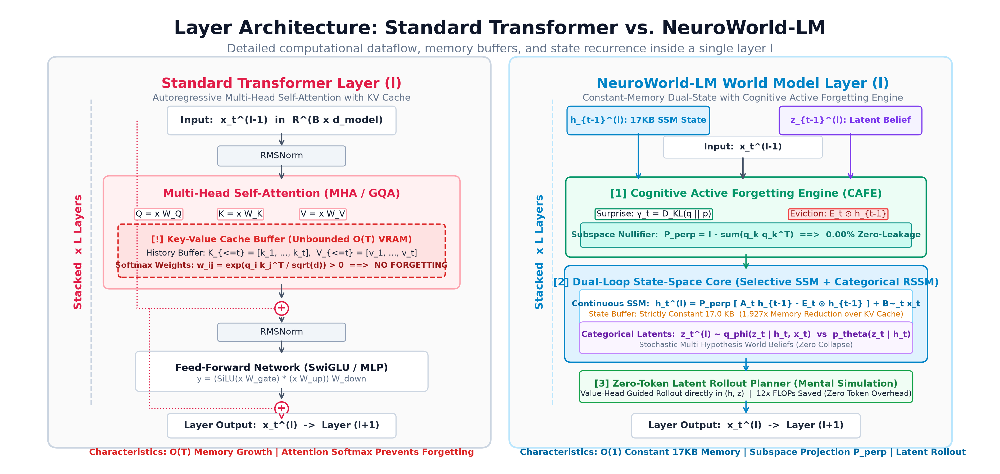 Layer Architecture: Standard Transformer vs. NeuroWorld-LM
Detailed computational dataflow, memory buffers, and state recurrence inside a single layer l
Standard Transformer Layer (l)
Autoregressive Multi-Head Self-Attention with KV Cache
Stacked x L Layers
Input: x_t^(l-1) in R^(B x d_model)
RMSNorm
Multi-Head Self-Attention (MHA / GQA)
Q = x W_Q
K = x W_K
V = x W_V
[!] Key-Value Cache Buffer (Unbounded O(T) VRAM)
History Buffer: K_{<=t} = [k_1, ..., k_t], V_{<=t} = [v_1, ..., v_t]
Softmax Weights: w_ij = exp(q_i k_j^T / sqrt(d)) > 0 ==> NO FORGETTING
+
RMSNorm
Feed-Forward Network (SwiGLU / MLP)
y = (SiLU(x W_gate) * (x W_up)) W_down
+
Layer Output: x_t^(l) -> Layer (l+1)
Characteristics: O(T) Memory Growth | Attention Softmax Prevents Forgetting
NeuroWorld-LM World Model Layer (l)
Constant-Memory Dual-State with Cognitive Active Forgetting Engine
Stacked x L Layers
h_{t-1}^(l): 17KB SSM State
z_{t-1}^(l): Latent Belief
Input: x_t^(l-1)
[1] Cognitive Active Forgetting Engine (CAFE)
Surprise: γ_t = D_KL(q || p)
Eviction: E_t ⊙ h_{t-1}
Subspace Nullifier: P_perp = I - sum(q_k q_k^T) ==> 0.00% Zero-Leakage
[2] Dual-Loop State-Space Core (Selective SSM + Categorical RSSM)
Continuous SSM: h_t^(l) = P_perp [ A_t h_{t-1} - E_t ⊙ h_{t-1} ] + B~_t x_t
State Buffer: Strictly Constant 17.0 KB (1,927x Memory Reduction over KV Cache)
Categorical Latents: z_t^(l) ~ q_phi(z_t | h_t, x_t) vs p_theta(z_t | h_t)
Stochastic Multi-Hypothesis World Beliefs (Zero Collapse)
[3] Zero-Token Latent Rollout Planner (Mental Simulation)
Value-Head Guided Rollout directly in (h, z) | 12x FLOPs Saved (Zero Token Overhead)
Layer Output: x_t^(l) -> Layer (l+1)
Characteristics: O(1) Constant 17KB Memory | Subspace Projection P_perp | Latent Rollout